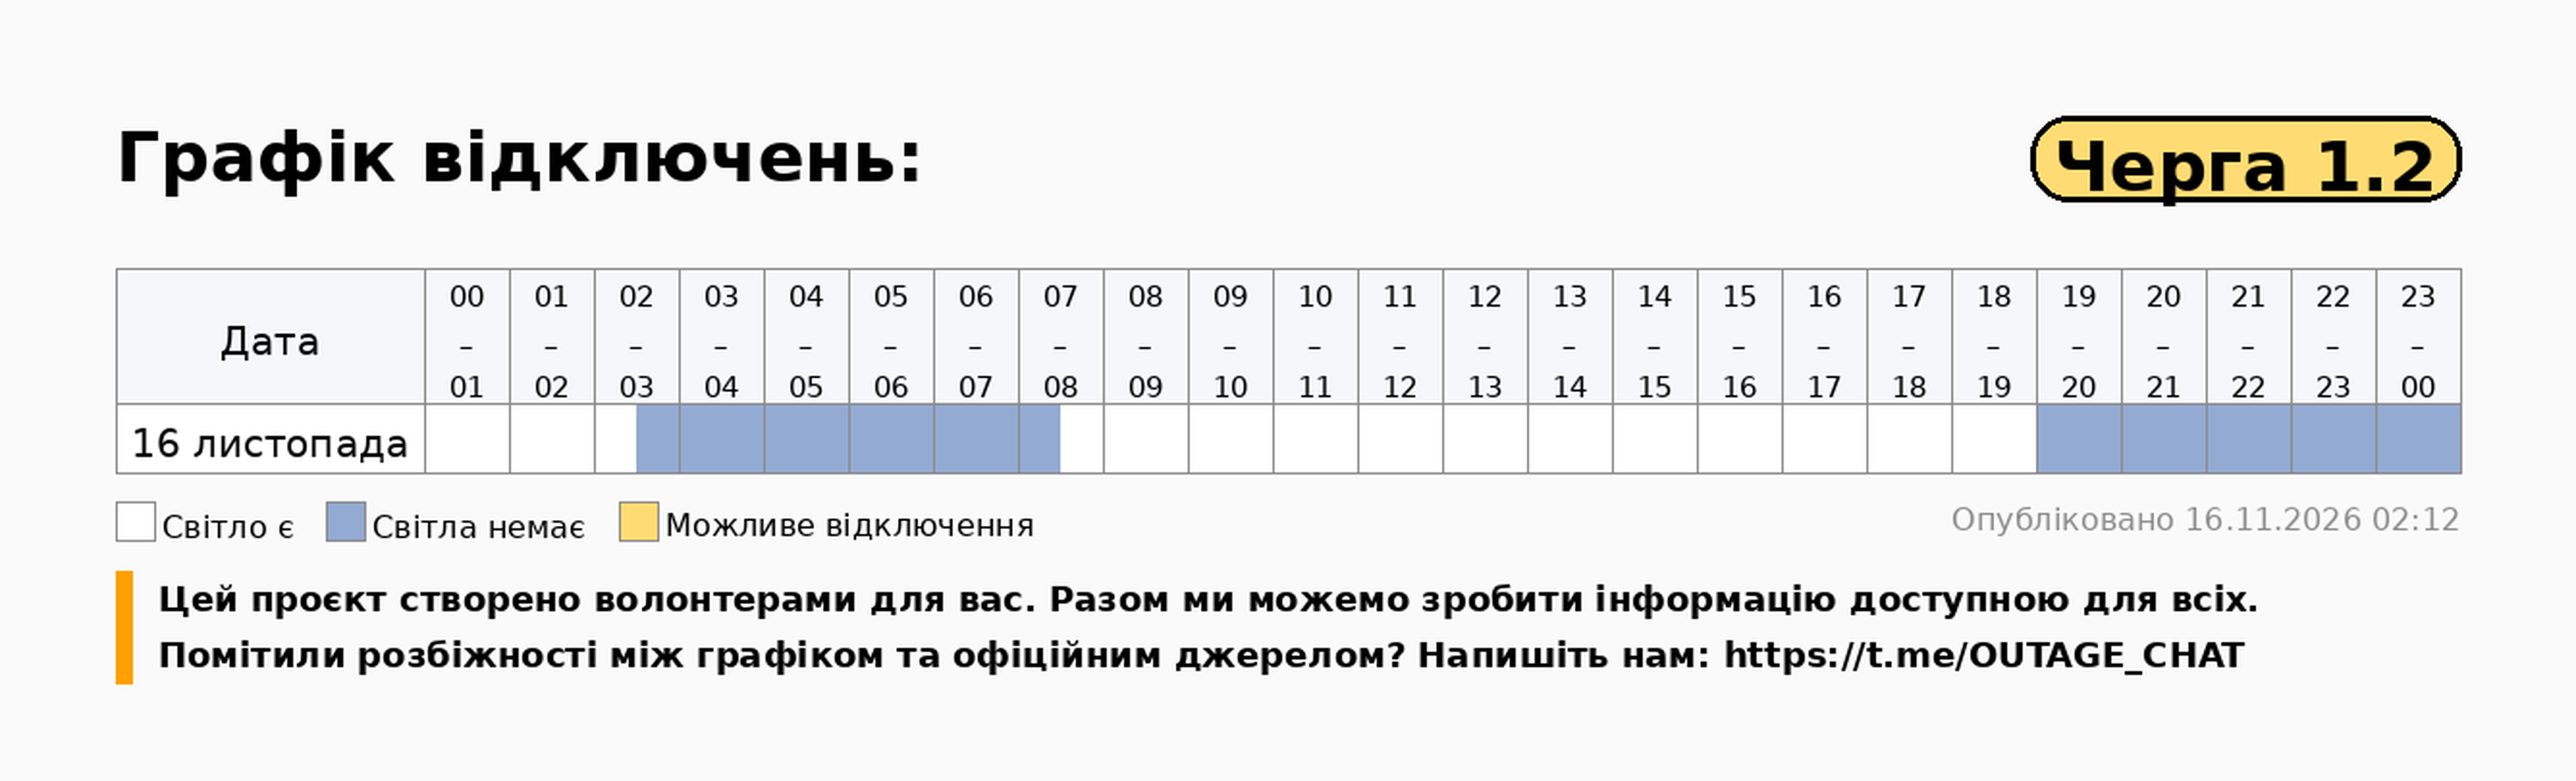 Графік відключень:
Черга 1.2
Дата 00 – 01 01 – 02 02 – 03 03 – 04 04 – 05 05 – 06 06 – 07 07 – 08 08 – 09 09 – 10 10 – 11 11 – 12 12 – 13 13 – 14 14 – 15 15 – 16 16 – 17 17 – 18 18 – 19 19 – 20 20 – 21 21 – 22 22 – 23 23 – 00
16 листопада
Світло є Світла немає Можливе відключення
Опубліковано 16.11.2026 02:12
Цей проєкт створено волонтерами для вас. Разом ми можемо зробити інформацію доступною для всіх.
Помітили розбіжності між графіком та офіційним джерелом? Напишіть нам: https://t.me/OUTAGE_CHAT